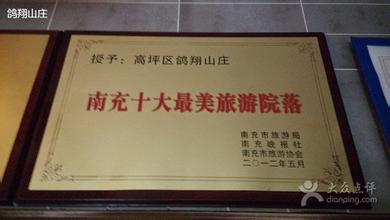 鸽翔山庄
授予：高坪区鸽翔山庄
南充十大最美旅游院落
南充市旅游局
南充晚报社
南充市旅游协会
二〇一二年五月
大众点评
dianping.com